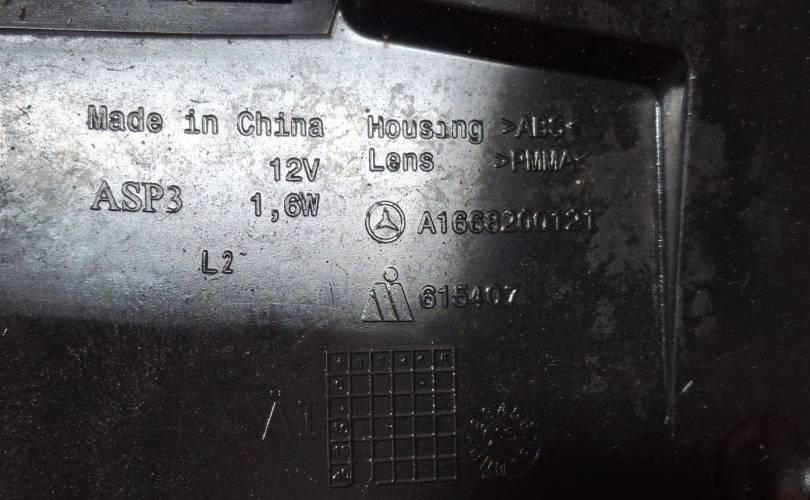 Made in China
12V
ASP3 1,6W
L2
Housing >ABS<
Lens >PMMA<
A1668200121
615407